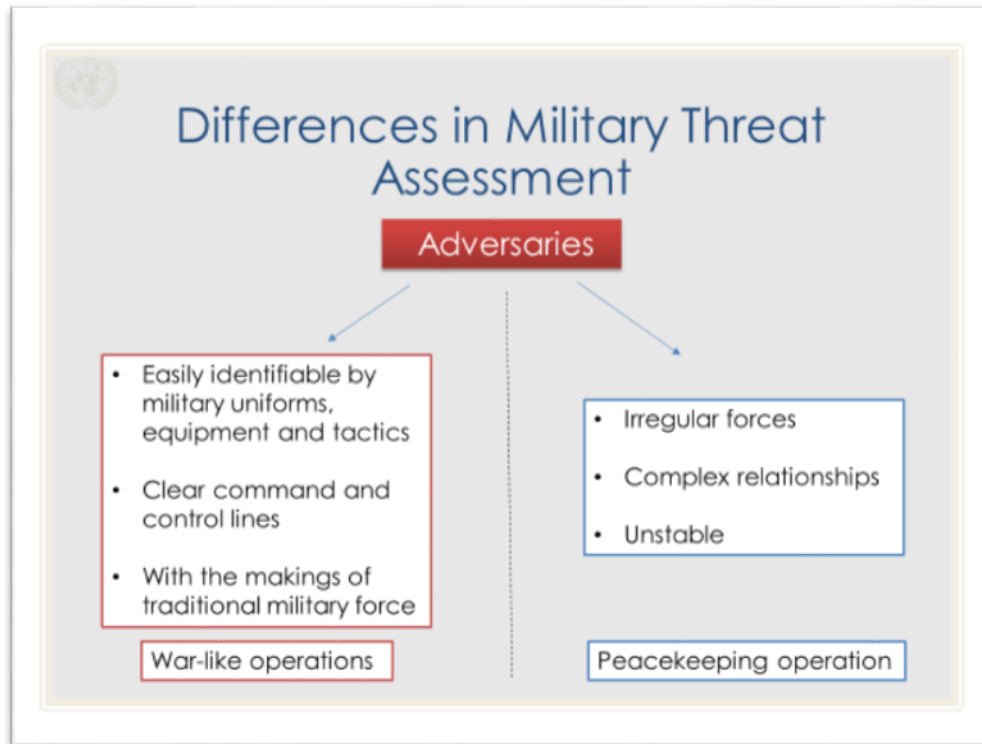 Differences in Military Threat
Assessment
Adversaries
• Easily identifiable by
military uniforms,
equipment and tactics
• Clear command and
control lines
• With the makings of
traditional military force
War-like operations
• Irregular forces
• Complex relationships
• Unstable
Peacekeeping operation